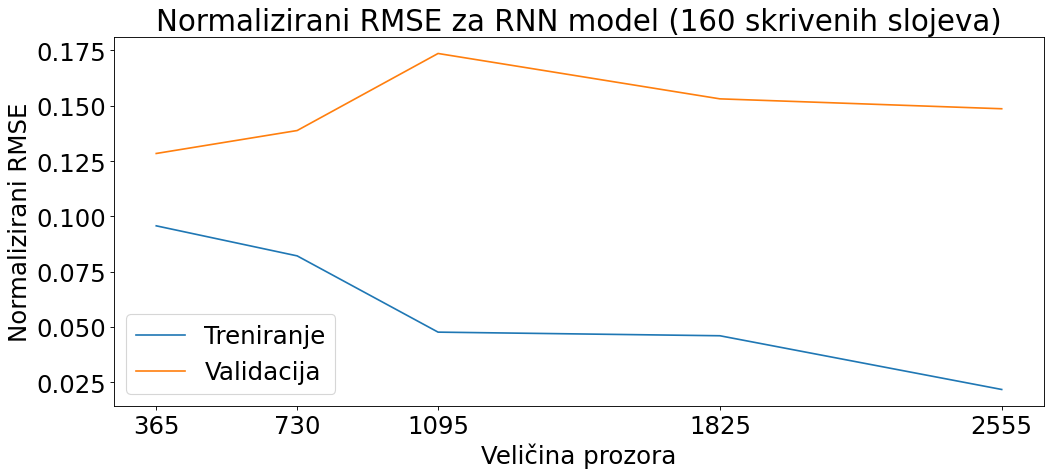 Normalizirani RMSE za RNN model (160 skrivenih slojeva)
Normalizirani RMSE
0.175
0.150
0.125
0.100
0.075
0.050
0.025
Treniranje
Validacija
365 730 1095 1825 2555
Veličina prozora